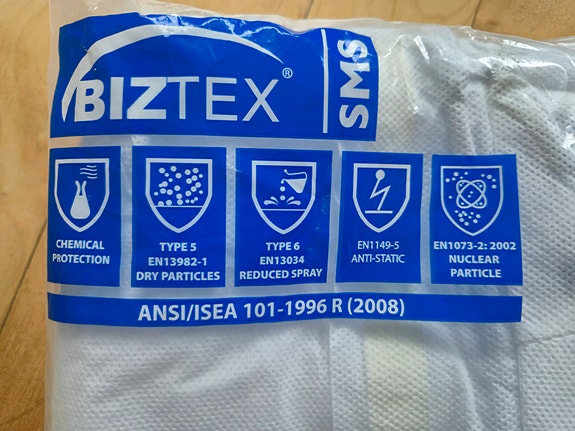 BIZTEX®
SMS
CHEMICAL
PROTECTION
TYPE 5
EN13982-1
DRY PARTICLES
TYPE 6
EN13034
REDUCED SPRAY
EN1149-5
ANTI-STATIC
EN1073-2: 2002
NUCLEAR
PARTICLE
ANSI/ISEA 101-1996 R (2008)